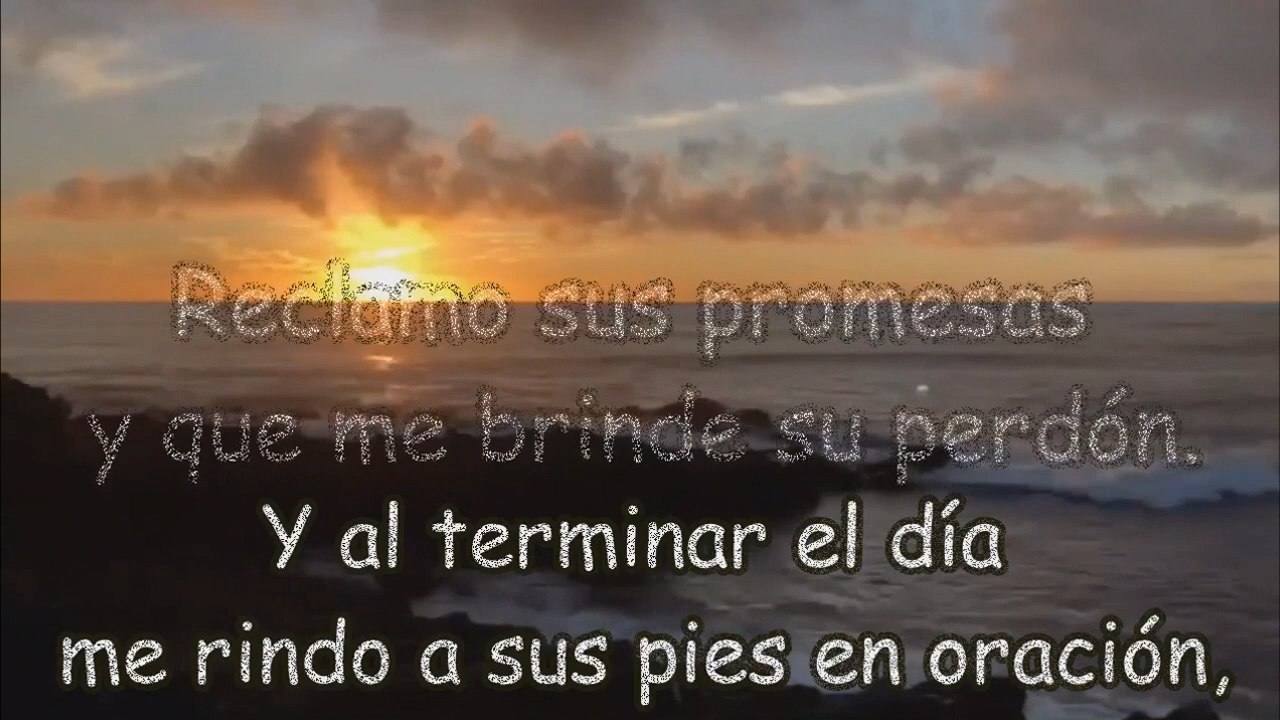 Reclamo sus promesas
y que me brinde su perdón.
Y al terminar el día
me rindo a sus pies en oración,